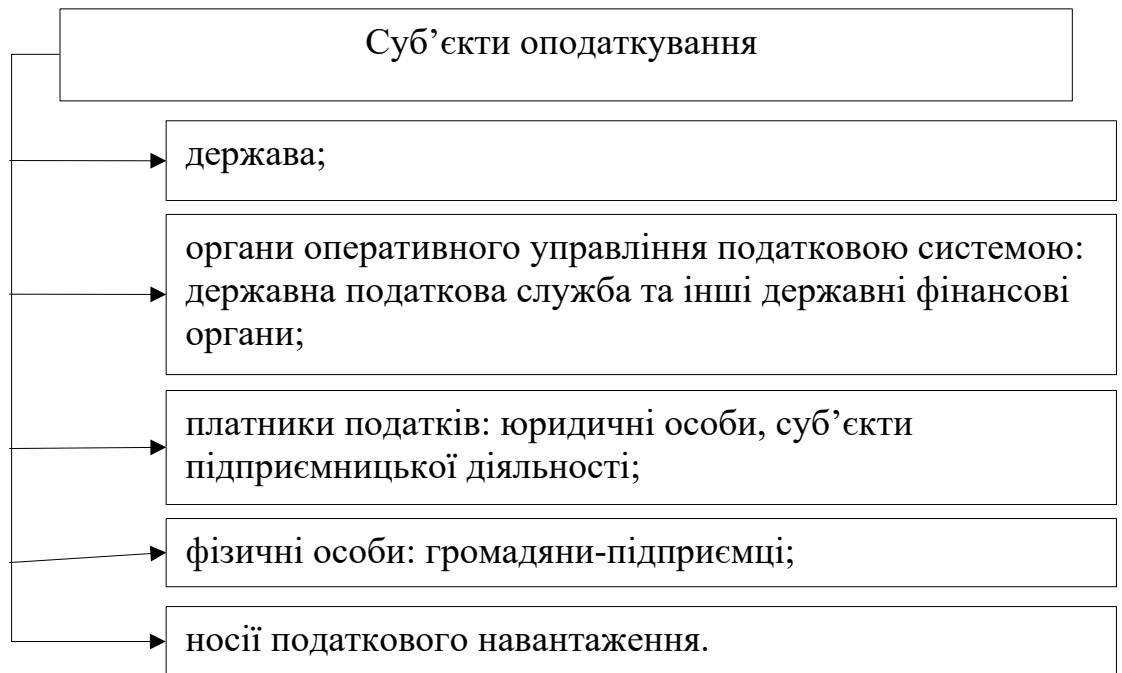 Суб’єкти оподаткування
держава;
органи оперативного управління податковою системою:
державна податкова служба та інші державні фінансові
органи;
платники податків: юридичні особи, суб’єкти
підприємницької діяльності;
фізичні особи: громадяни-підприємці;
носії податкового навантаження.